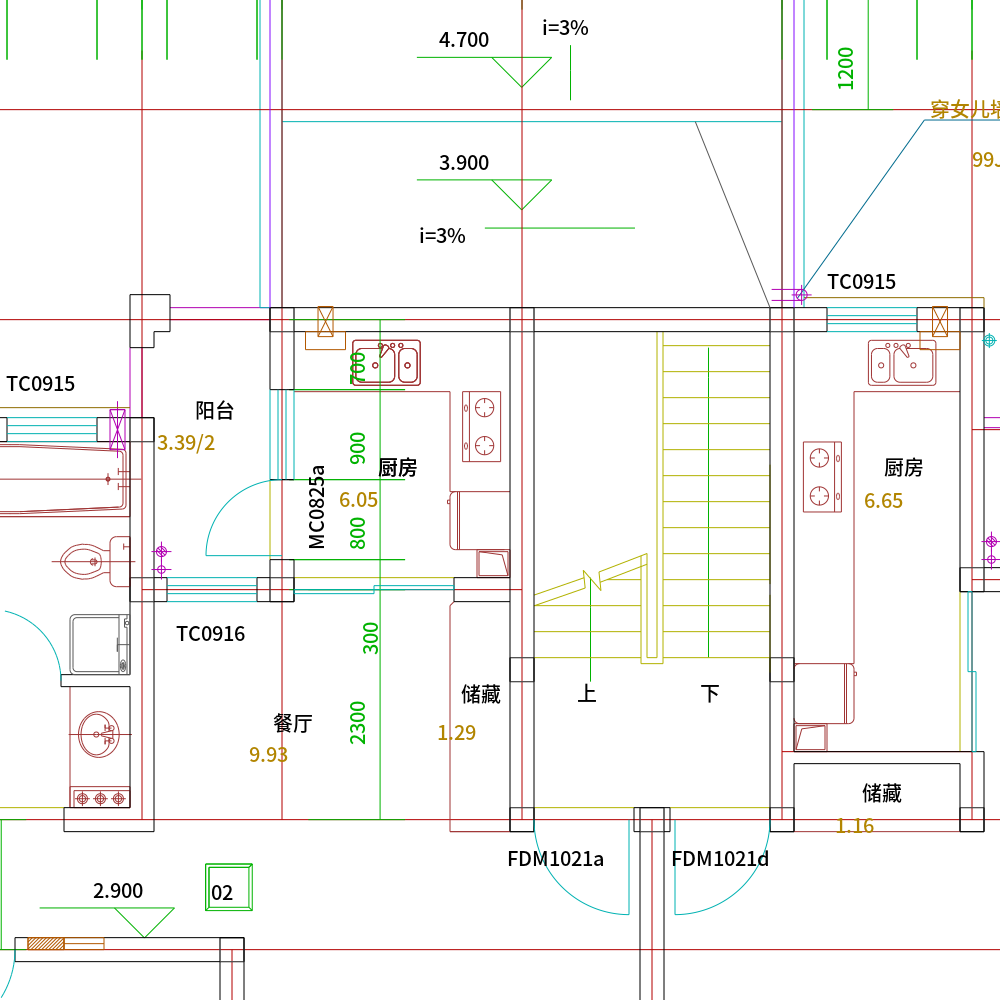 i=3%
4.700
1200
穿女儿墙
3.900
i=3%
TC0915
700
TC0915
阳台
3.39/2
900
厨房
厨房
MC0825a
6.05
6.65
800
TC0916
300
储藏
上
下
餐厅
2300
1.29
9.93
储藏
1.16
FDM1021a
FDM1021d
2.900
02